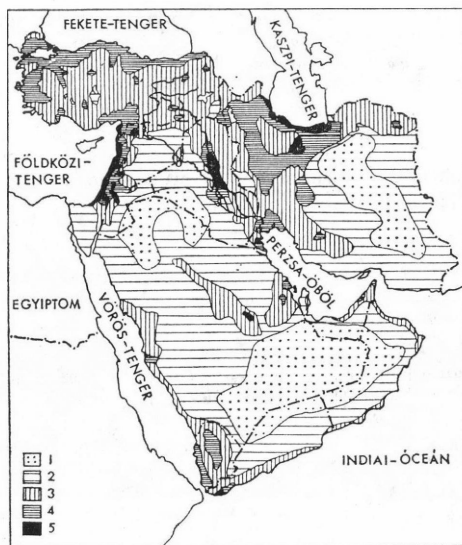 FEKETE-TENGER
KASZPI-TENGER
FÖLDKÖZI-
TENGER
PERZSA-ÖBÖL
EGYIPTOM
VÖRÖS-TENGER
INDIAI-ÓCEÁN
1
2
3
4
5